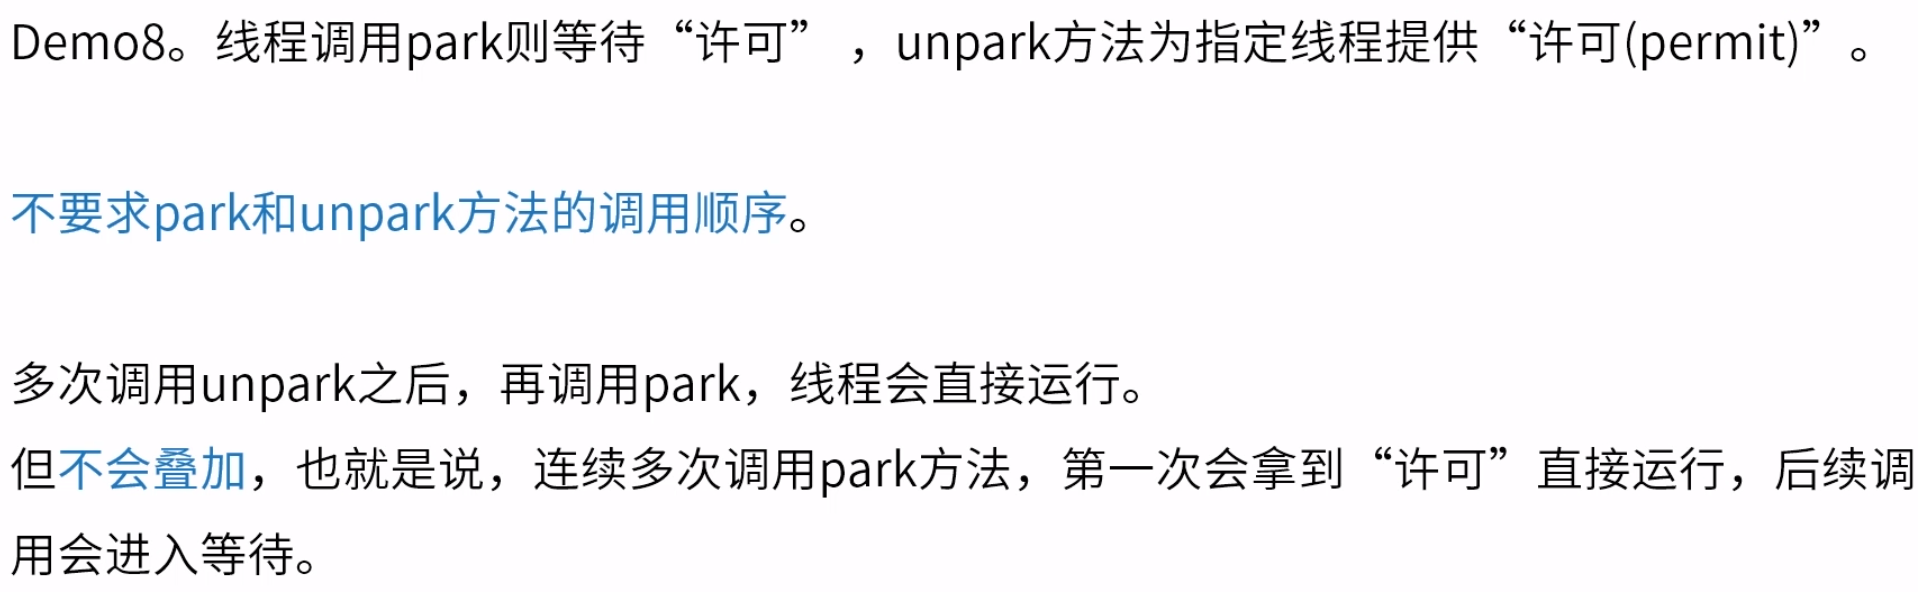 Demo8。线程调用park则等待“许可” ，unpark方法为指定线程提供“许可(permit)” 。
不要求park和unpark方法的调用顺序。
多次调用unpark之后，再调用park，线程会直接运行。
但不会叠加，也就是说，连续多次调用park方法，第一次会拿到“许可”直接运行，后续调
用会进入等待。